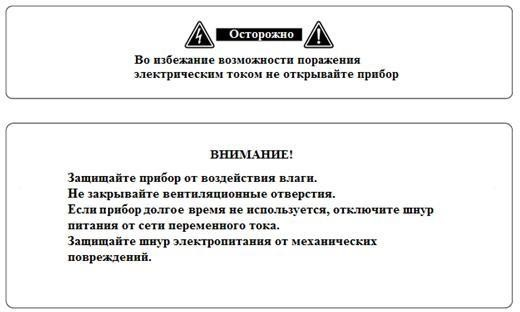 Осторожно
Во избежание возможности поражения
электрическим током не открывайте прибор
ВНИМАНИЕ!
Защищайте прибор от воздействия влаги.
Не закрывайте вентиляционные отверстия.
Если прибор долгое время не используется, отключите шнур
питания от сети переменного тока.
Защищайте шнур электропитания от механических
повреждений.